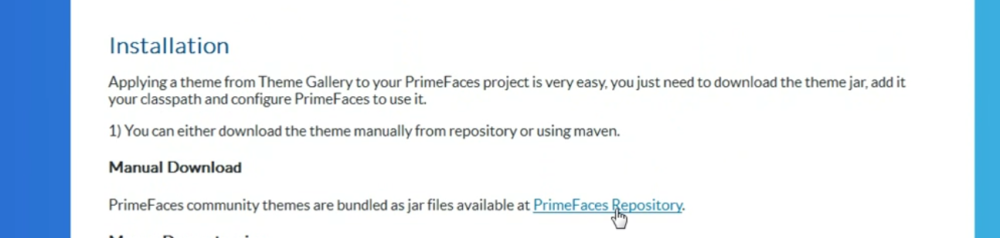 Installation
Applying a theme from Theme Gallery to your PrimeFaces project is very easy, you just need to download the theme jar, add it
your classpath and configure PrimeFaces to use it.
1) You can either download the theme manually from repository or using maven.
Manual Download
PrimeFaces community themes are bundled as jar files available at PrimeFaces Repository.